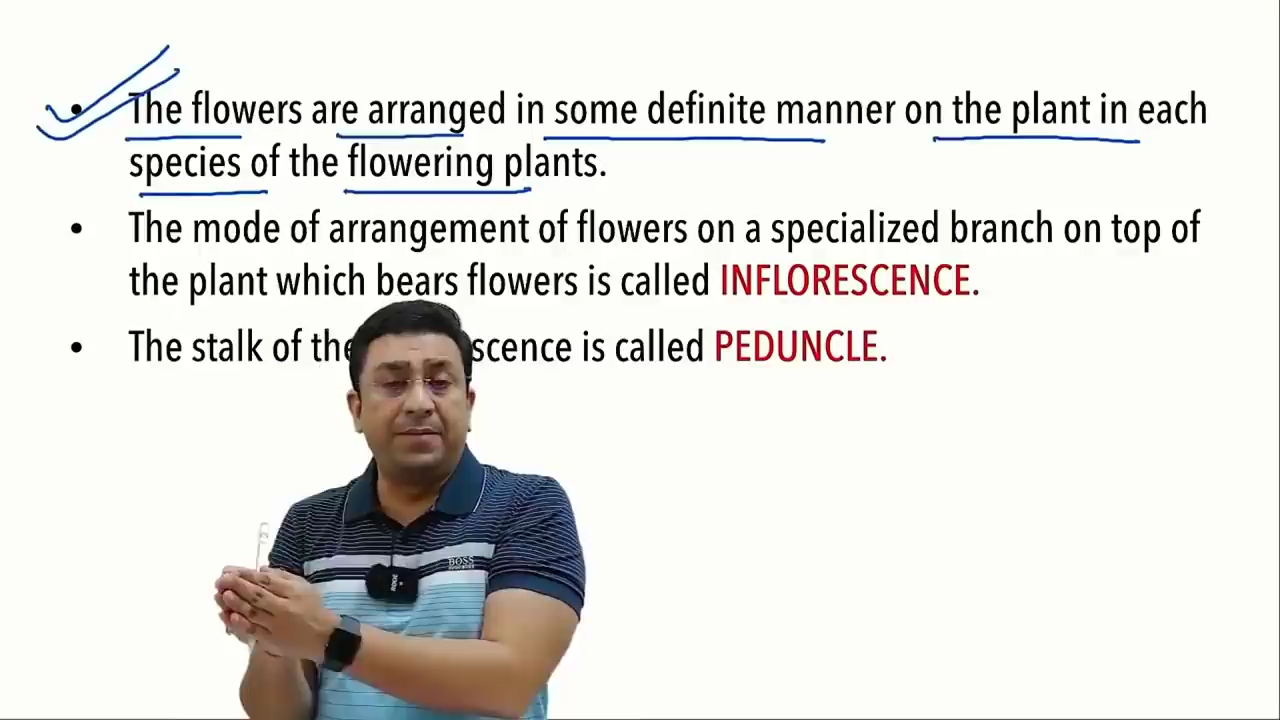 • The flowers are arranged in some definite manner on the plant in each
species of the flowering plants.
• The mode of arrangement of flowers on a specialized branch on top of
the plant which bears flowers is called INFLORESCENCE.
• The stalk of the scence is called PEDUNCLE.
BOSS
RODE